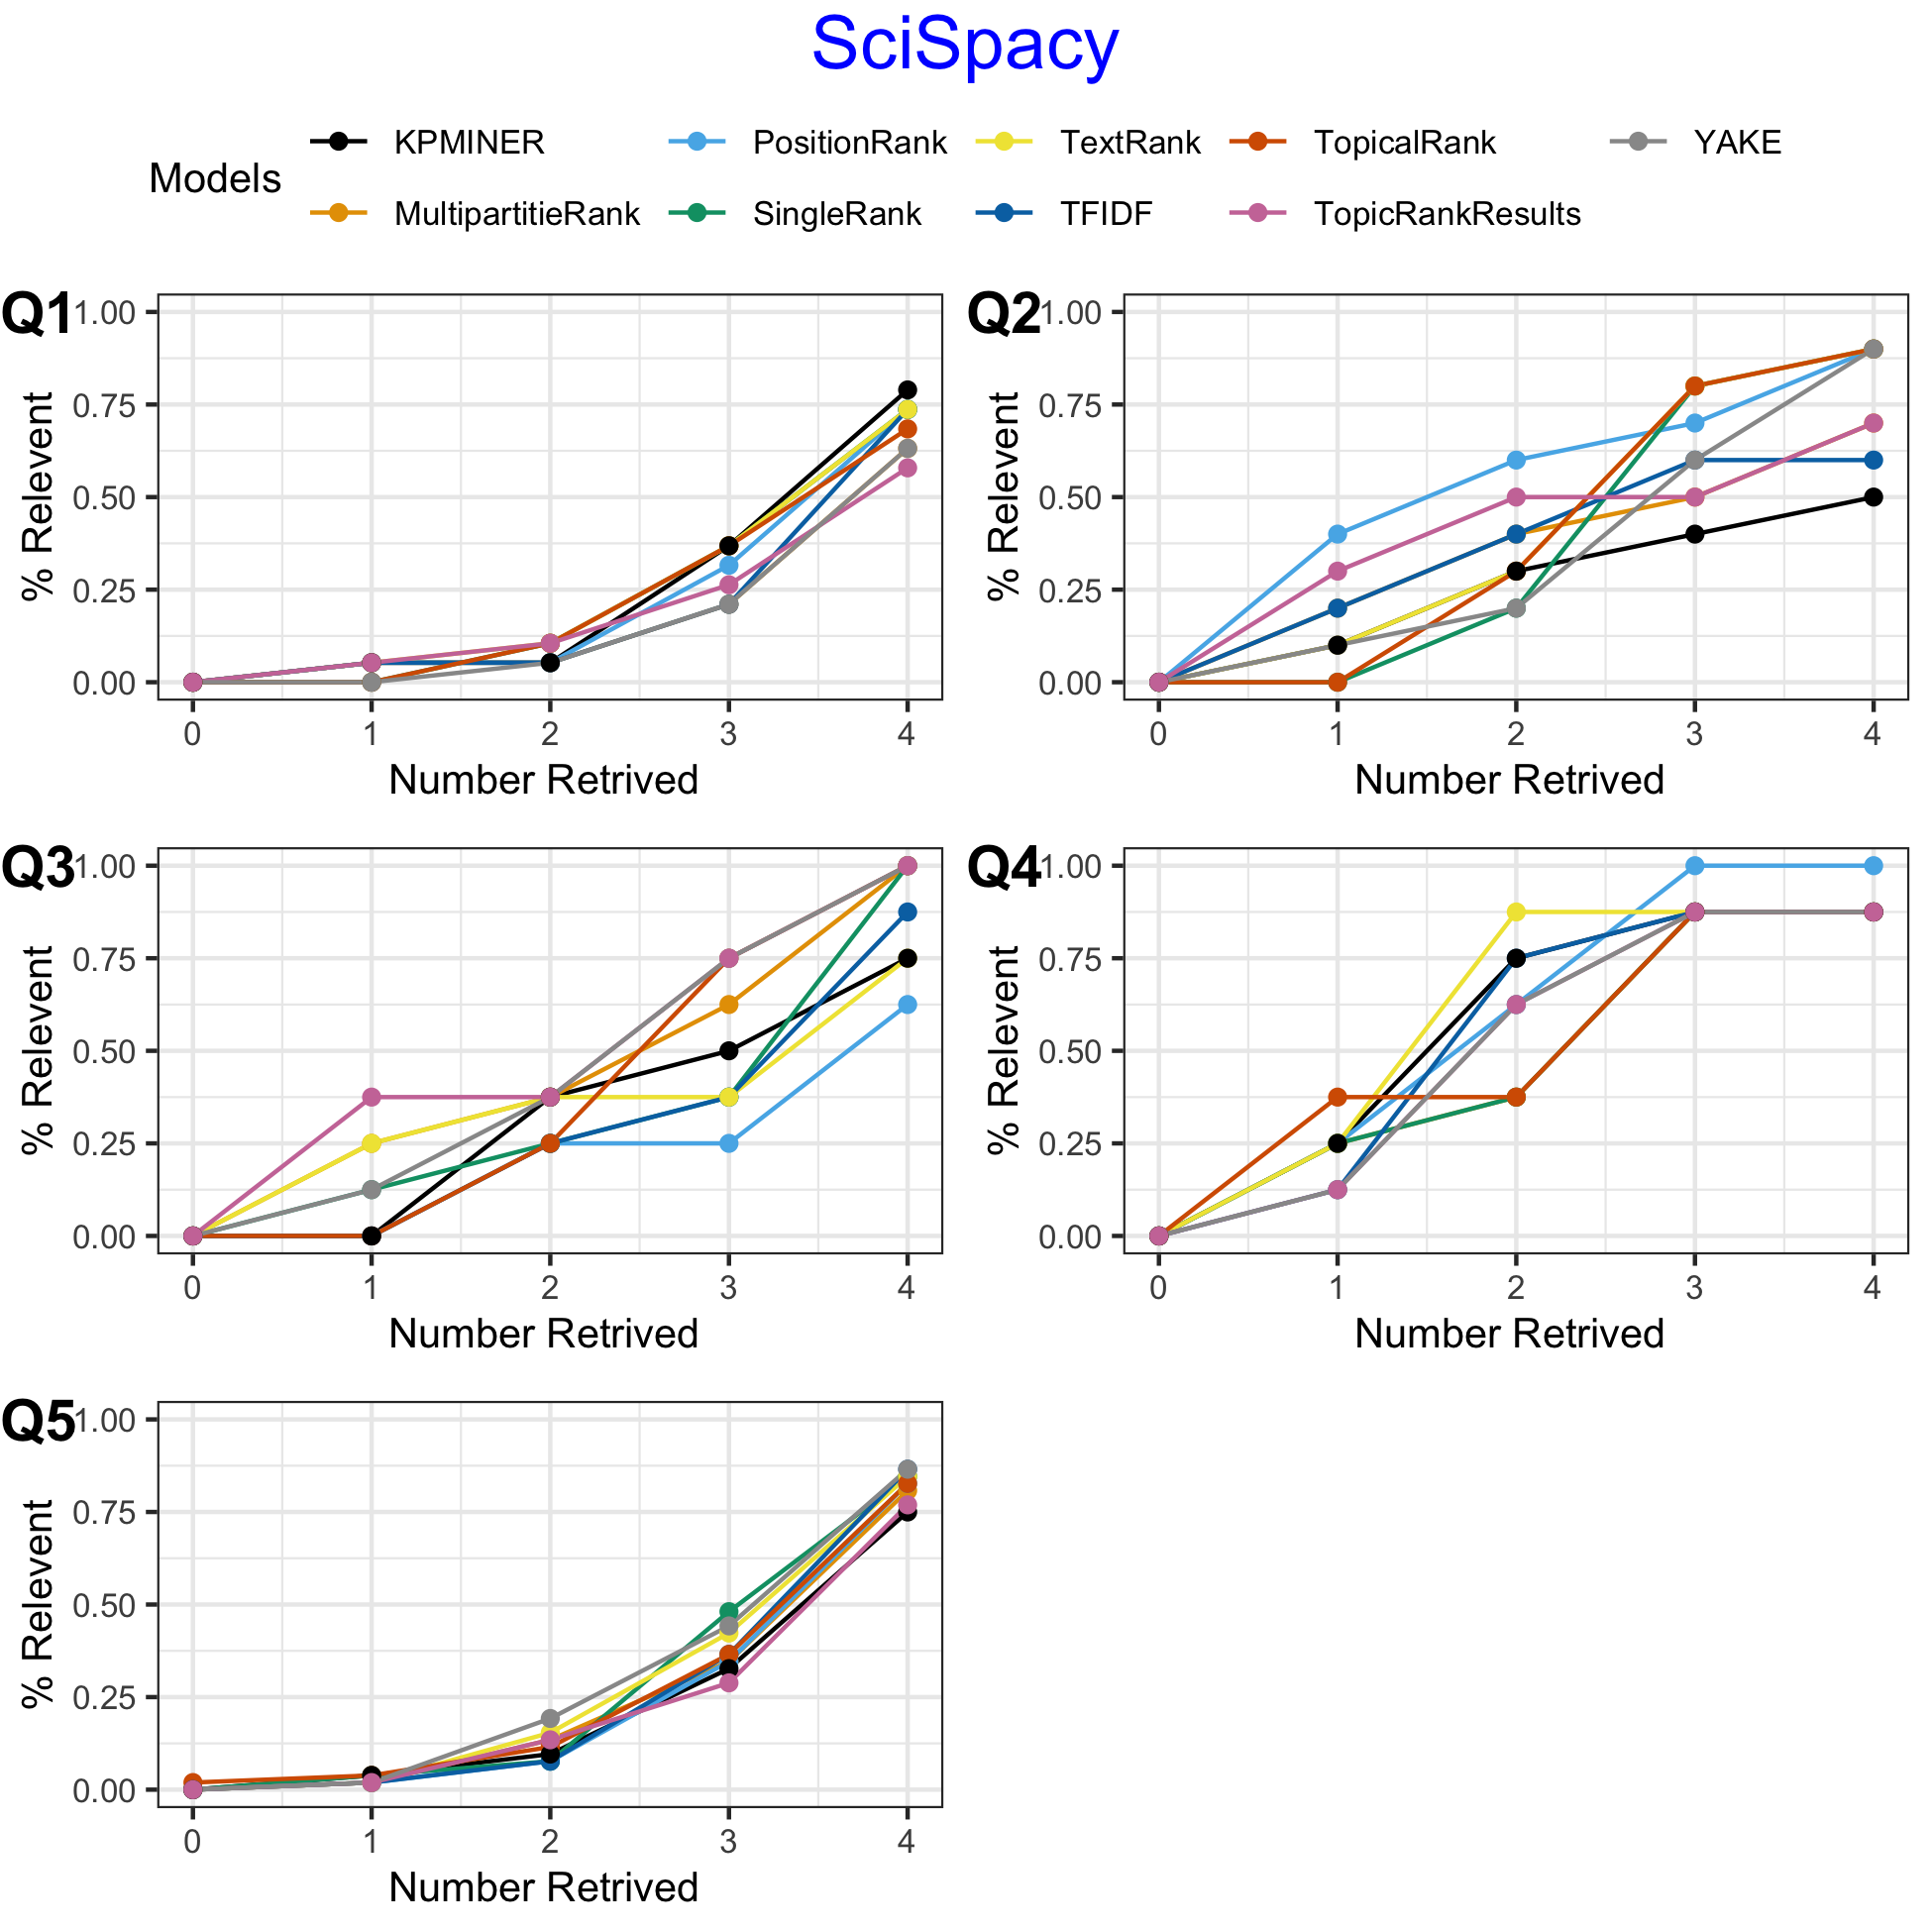 SciSpacy
Models
KPMINER PositionRank TextRank TopicalRank YAKE
MultipartitieRank SingleRank TFIDF TopicRankResults
Q1
1.00
0.75
0.50
0.25
0.00
% Relevent
0 1 2 3 4
Number Retrived
Q2
1.00
0.75
0.50
0.25
0.00
% Relevent
0 1 2 3 4
Number Retrived
Q3
1.00
0.75
0.50
0.25
0.00
% Relevent
0 1 2 3 4
Number Retrived
Q4
1.00
0.75
0.50
0.25
0.00
% Relevent
0 1 2 3 4
Number Retrived
Q5
1.00
0.75
0.50
0.25
0.00
% Relevent
0 1 2 3 4
Number Retrived